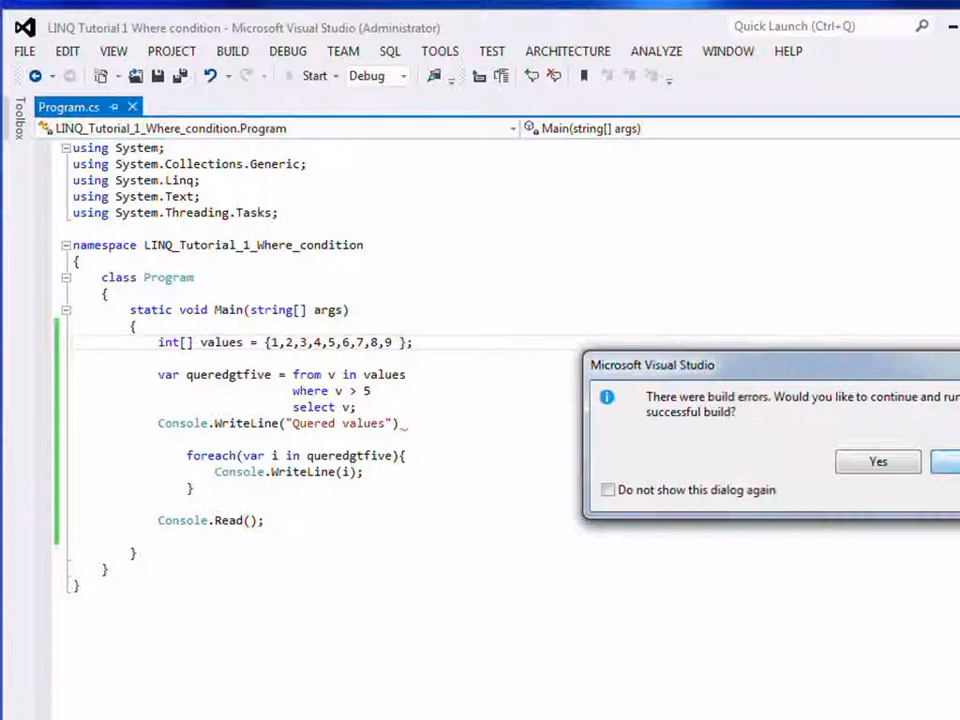 LINQ Tutorial 1 Where condition - Microsoft Visual Studio (Administrator)
Quick Launch (Ctrl+Q)
FILE EDIT VIEW PROJECT BUILD DEBUG TEAM SQL TOOLS TEST ARCHITECTURE ANALYZE WINDOW HELP
Start Debug
Toolbox
Program.cs
LINQ_Tutorial_1_Where_condition.Program
Main(string[] args)
using System;
using System.Collections.Generic;
using System.Linq;
using System.Text;
using System.Threading.Tasks;
namespace LINQ_Tutorial_1_Where_condition
{
class Program
{
static void Main(string[] args)
{
int[] values = {1,2,3,4,5,6,7,8,9 };
var queredgtfive = from v in values
where v > 5
select v;
Console.WriteLine("Quered values")
foreach(var i in queredgtfive){
Console.WriteLine(i);
}
Console.Read();
}
}
}
Microsoft Visual Studio
There were build errors. Would you like to continue and run
successful build?
Yes
Do not show this dialog again